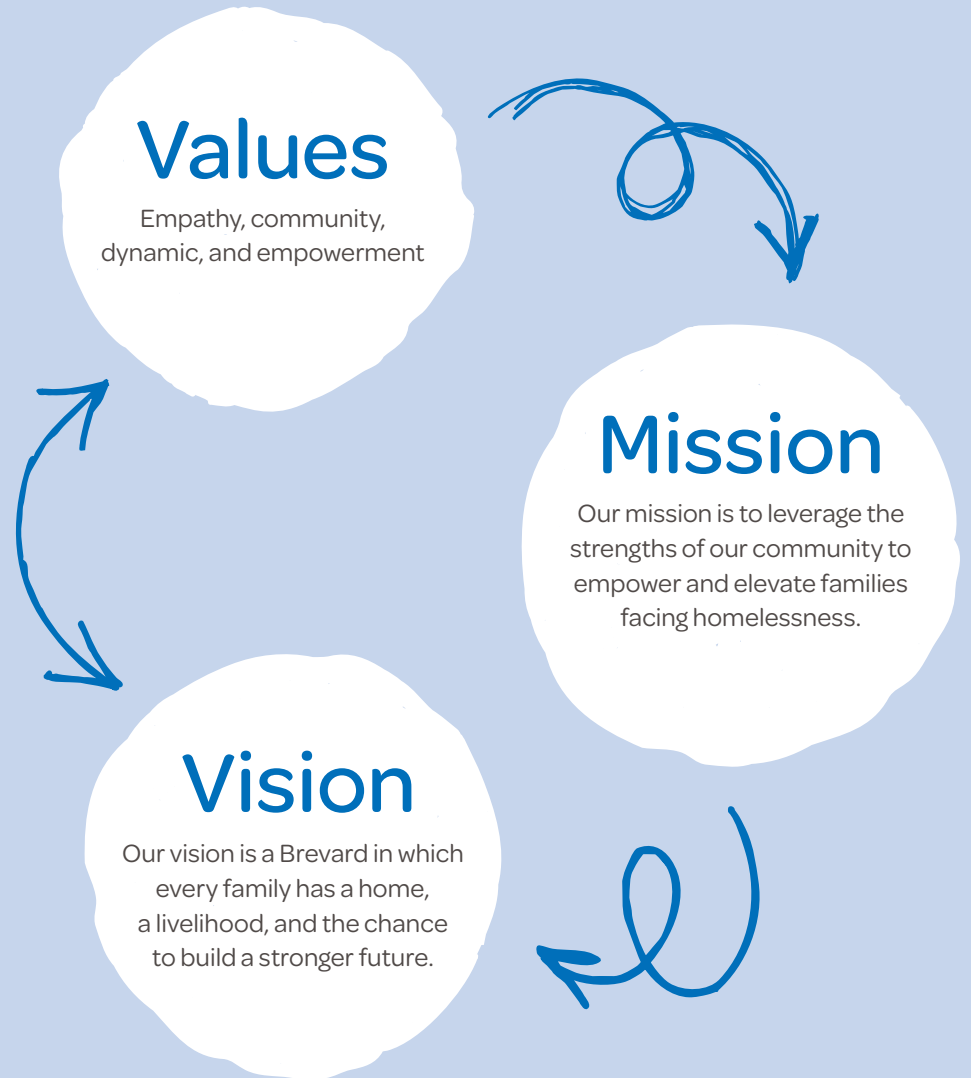 Values
Empathy, community,
dynamic, and empowerment
Mission
Our mission is to leverage the
strengths of our community to
empower and elevate families
facing homelessness.
Vision
Our vision is a Brevard in which
every family has a home,
a livelihood, and the chance
to build a stronger future.